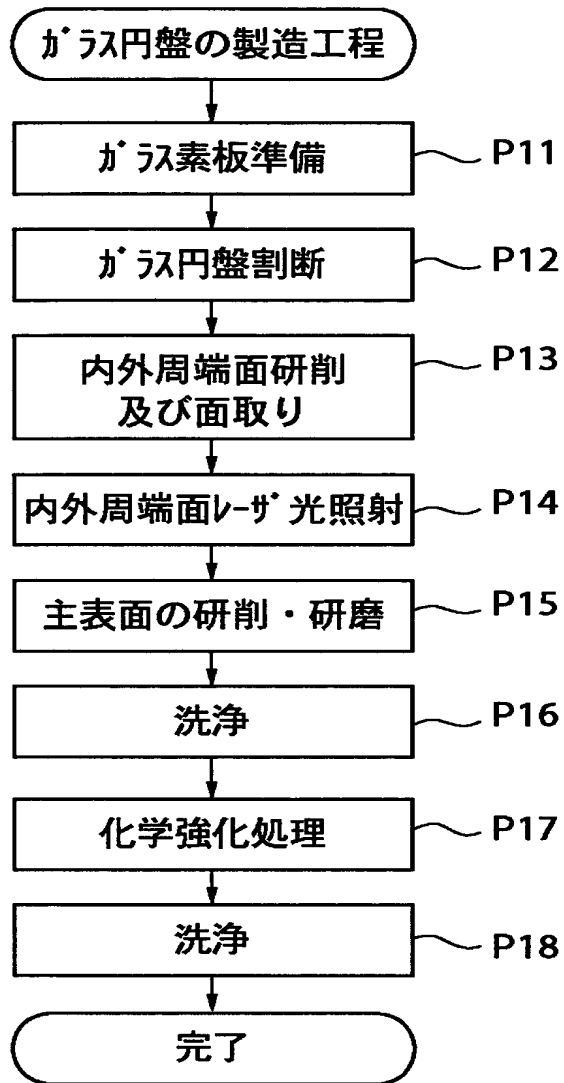 ｶﾞﾗｽ円盤の製造工程
ｶﾞﾗｽ素板準備 P11
ｶﾞﾗｽ円盤割断 P12
内外周端面研削 P13
及び面取り
内外周端面ﾚｰｻﾞ光照射 P14
主表面の研削・研磨 P15
洗浄 P16
化学強化処理 P17
洗浄 P18
完了